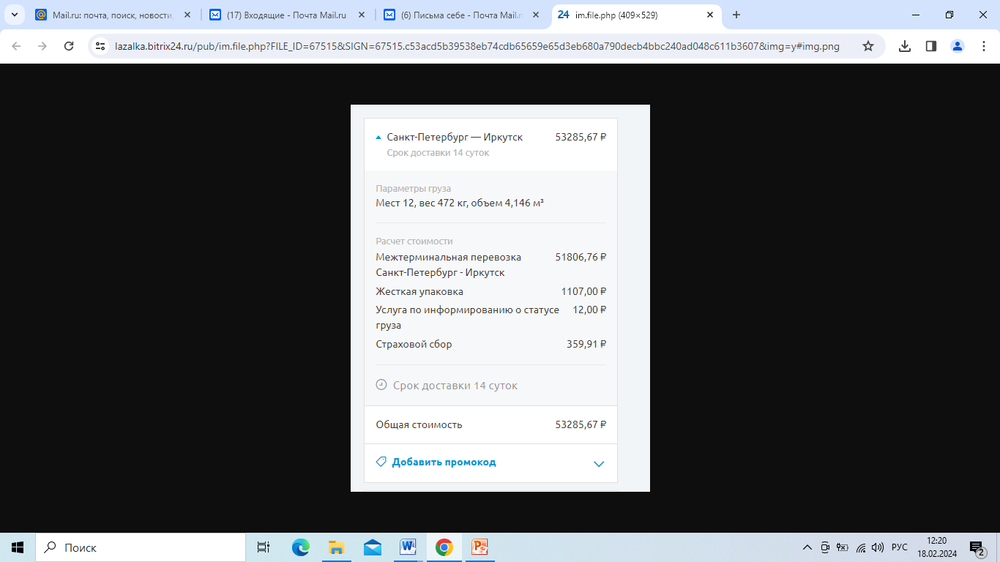 Mail.ru: почта, поиск, новости,
(17) Входящие - Почта Mail.ru
(6) Письма себе - Почта Mail.r
24 im.file.php (409×529)
lazalka.bitrix24.ru/pub/im.file.php?FILE_ID=67515&SIGN=67515.c53acd5b39538eb74cdb65659e65d3eb680a790decb4bbc240ad048c611b3607&img=y#img.png
Санкт-Петербург — Иркутск 53285,67 ₽
Срок доставки 14 суток
Параметры груза
Мест 12, вес 472 кг, объем 4,146 м³
Расчет стоимости
Межтерминальная перевозка 51806,76 ₽
Санкт-Петербург - Иркутск
Жесткая упаковка 1107,00 ₽
Услуга по информированию о статусе 12,00 ₽
груза
Страховой сбор 359,91 ₽
Срок доставки 14 суток
Общая стоимость 53285,67 ₽
Добавить промокод
Поиск
РУС
12:20
18.02.2024
2